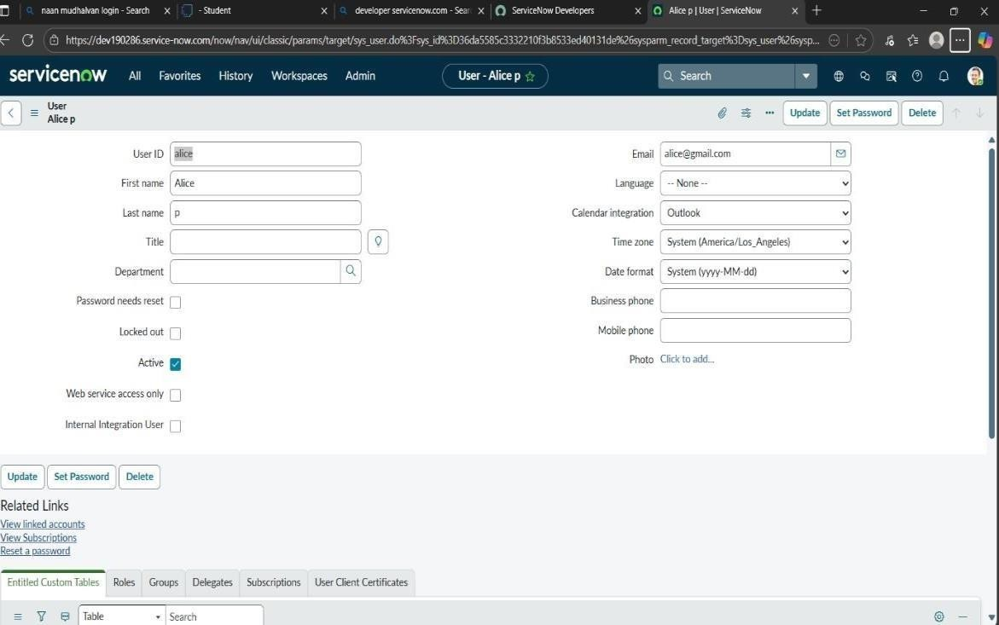 naan mudhalvan login - Search
- Student
developer servicenow.com - Sear
ServiceNow Developers
Alice p | User | ServiceNow
https://dev190286.service-now.com/now/nav/ui/classic/params/target/sys_user.do%3Fsys_id%3D36da5585c3332210f3b8533ed40131de%26sysparm_record_target%3Dsys_user%26sysp...
servicenow
All Favorites History Workspaces Admin
User - Alice p
Search
User
Alice p
Update Set Password Delete
User ID alice
Email alice@gmail.com
First name Alice
Language -- None --
Last name p
Calendar integration Outlook
Title
Time zone System (America/Los_Angeles)
Department
Date format System (yyyy-MM-dd)
Password needs reset
Business phone
Locked out
Mobile phone
Active
Photo Click to add...
Web service access only
Internal Integration User
Update Set Password Delete
Related Links
View linked accounts
View Subscriptions
Reset a password
Entitled Custom Tables Roles Groups Delegates Subscriptions User Client Certificates
Table Search